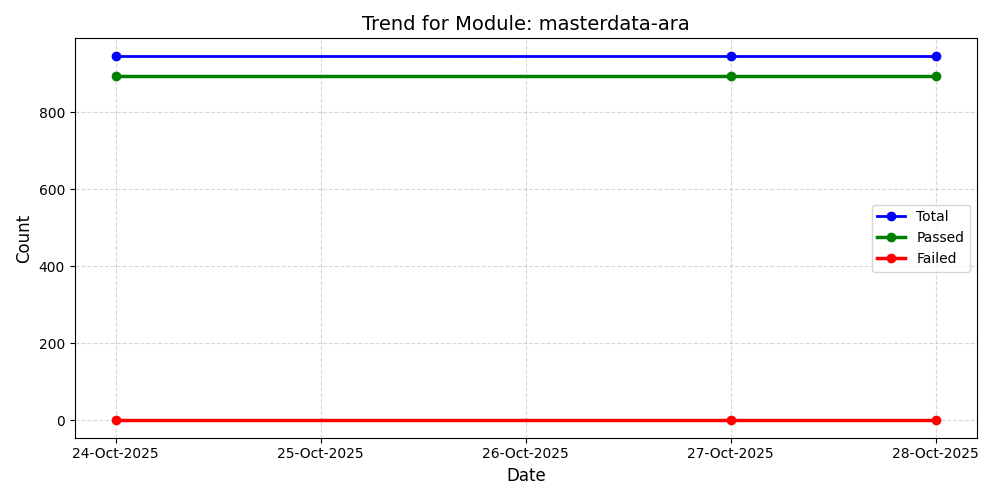 Trend for Module: masterdata-ara
Count
800
600
400
200
0
Total
Passed
Failed
24-Oct-2025
25-Oct-2025
26-Oct-2025
27-Oct-2025
28-Oct-2025
Date